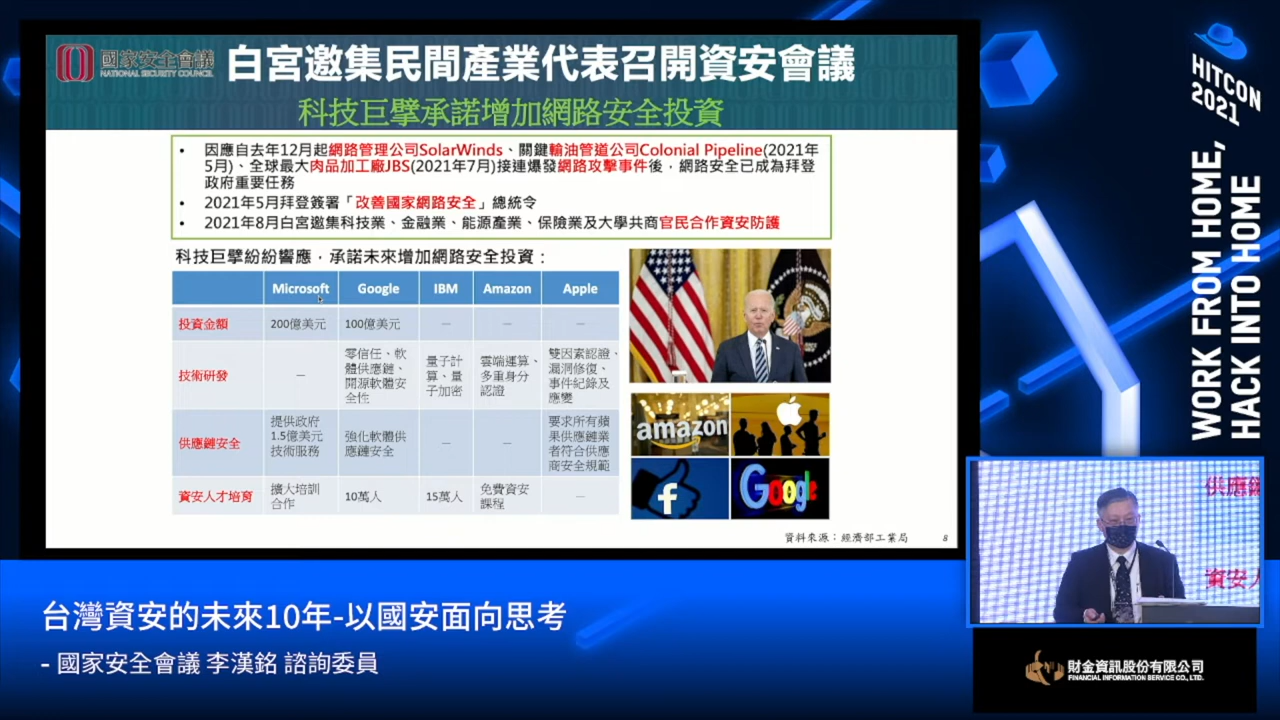 國家安全會議
NATIONAL SECURITY COUNCIL
白宮邀集民間產業代表召開資安會議
科技巨擘承諾增加網路安全投資
• 因應自去年12月起網路管理公司SolarWinds、關鍵輸油管道公司Colonial Pipeline(2021年
5月)、全球最大肉品加工廠JBS(2021年7月)接連爆發網路攻擊事件後，網路安全已成為拜登
政府重要任務
• 2021年5月拜登簽署「改善國家網路安全」總統令
• 2021年8月白宮邀集科技業、金融業、能源產業、保險業及大學共商官民合作資安防護
科技巨擘紛紛響應，承諾未來增加網路安全投資：
Microsoft Google IBM Amazon Apple
投資金額 200億美元 100億美元 — — —
技術研發 — 零信任、軟體供應鏈、開源軟體安全性 量子計算、量子加密 雲端運算、多重身分認證 雙因素認證、漏洞修復、事件紀錄及應變
供應鏈安全 提供政府1.5億美元技術服務 強化軟體供應鏈安全 — — 要求所有蘋果供應鏈業者符合供應商安全規範
資安人才培育 擴大培訓合作 10萬人 15萬人 免費資安課程 —
amazon
f
Google
資料來源：經濟部工業局
8
HITCON
2021
WORK FROM HOME,
HACK INTO HOME
供應鏈
資安人
台灣資安的未來10年-以國安面向思考
- 國家安全會議 李漢銘 諮詢委員
財金資訊股份有限公司
FINANCIAL INFORMATION SERVICE CO., LTD.